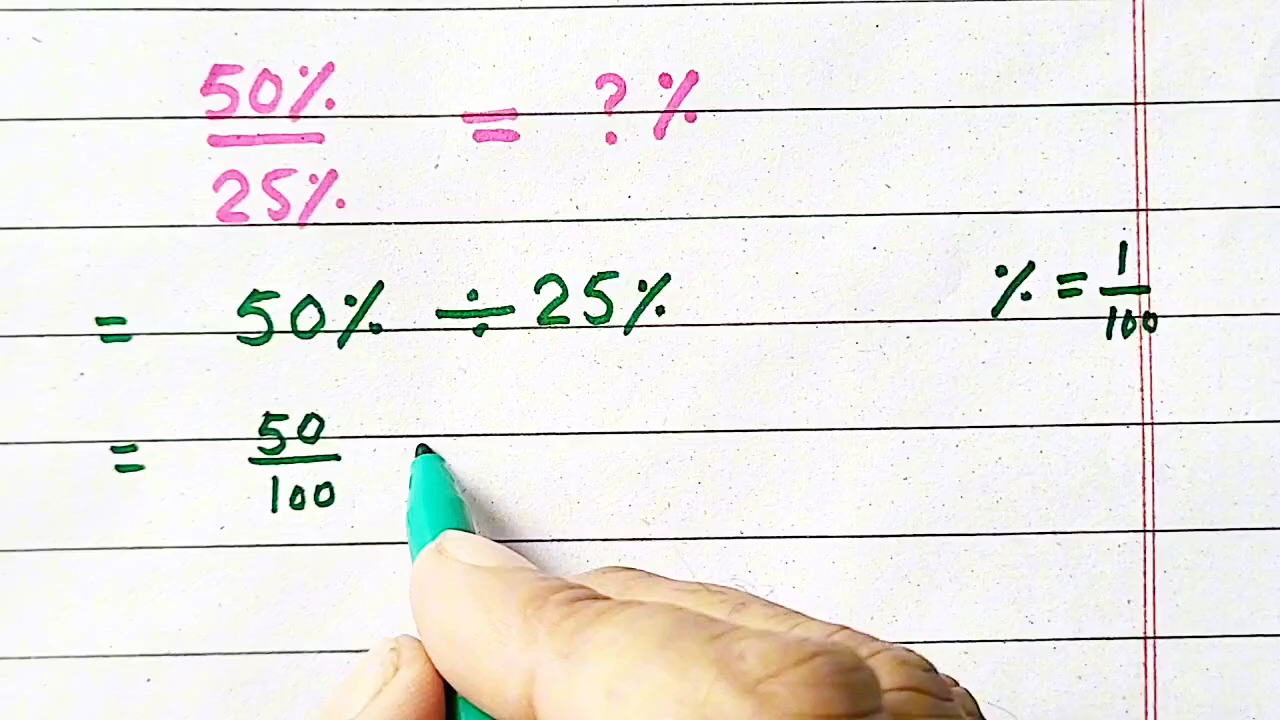 50%
25%
= ?%
= 50% ÷ 25%
% = 1/100
= 50/100